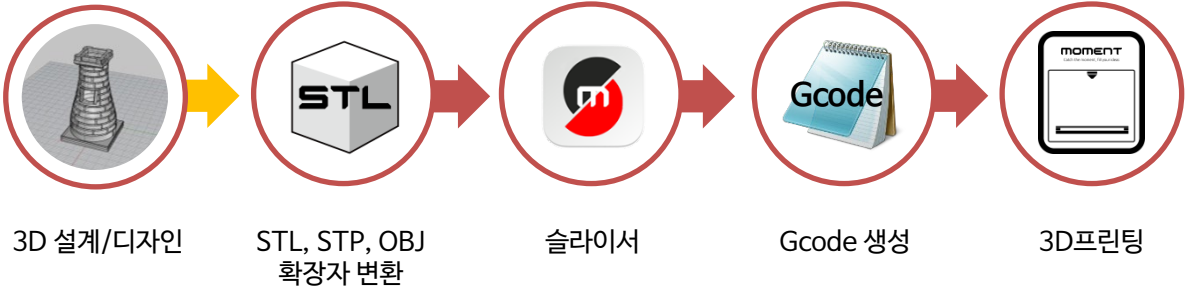 STL
m
Gcode
MOMENT
3D 설계/디자인
STL, STP, OBJ
확장자 변환
슬라이서
Gcode 생성
3D프린팅